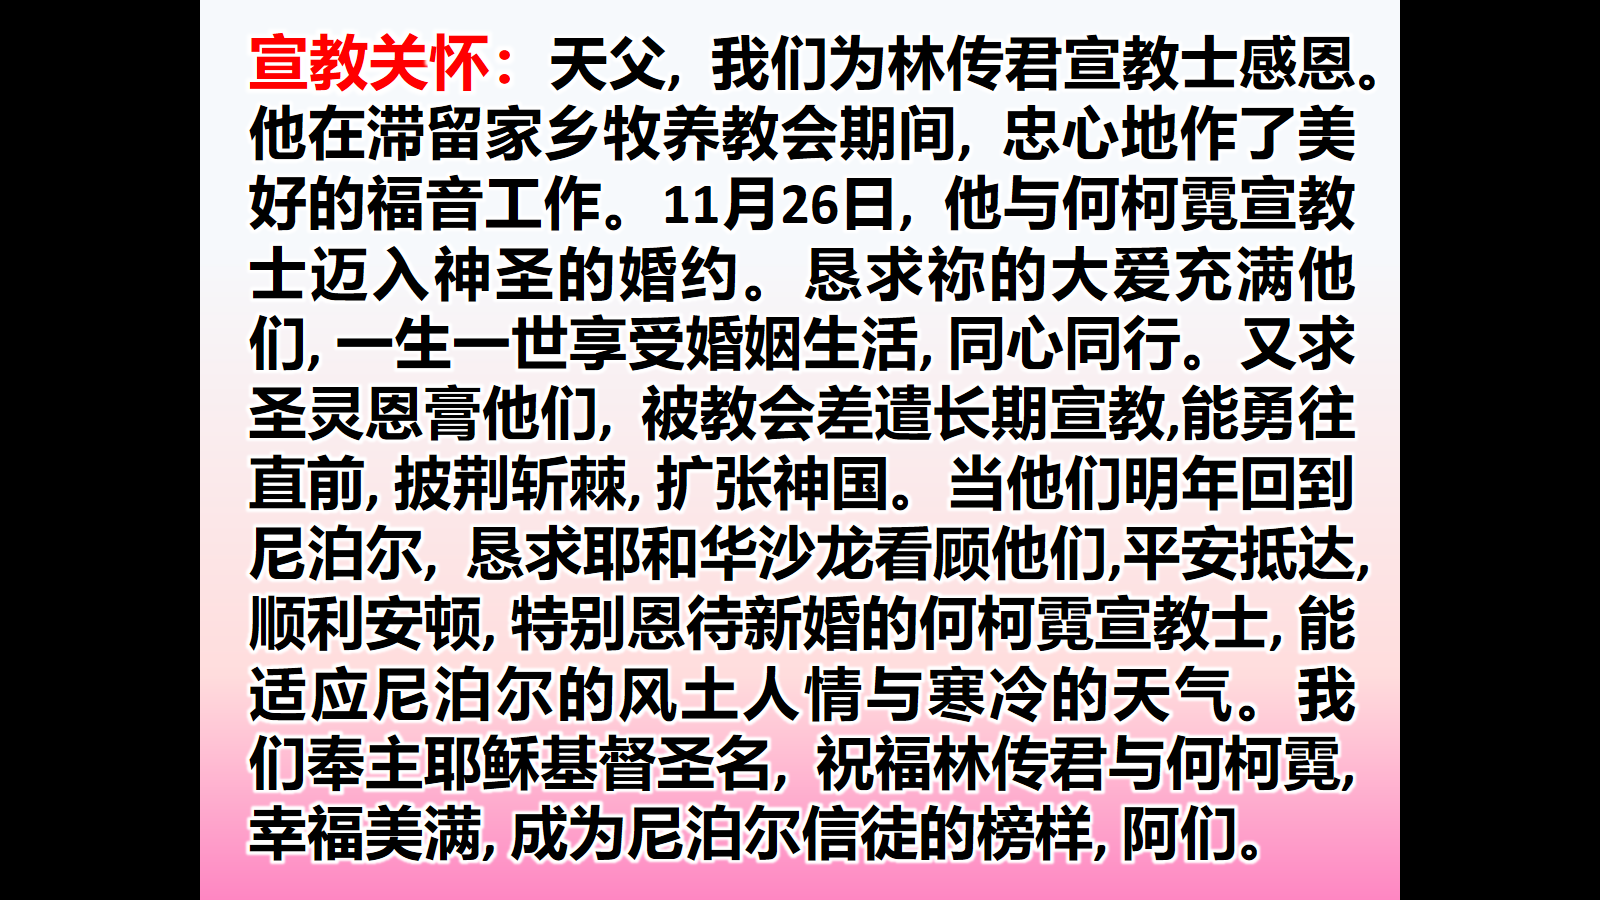 宣教关怀：天父, 我们为林传君宣教士感恩。
他在滞留家乡牧养教会期间, 忠心地作了美
好的福音工作。11月26日, 他与何柯霓宣教
士迈入神圣的婚约。恳求祢的大爱充满他
们, 一生一世享受婚姻生活, 同心同行。又求
圣灵恩膏他们, 被教会差遣长期宣教,能勇往
直前, 披荆斩棘, 扩张神国。当他们明年回到
尼泊尔, 恳求耶和华沙龙看顾他们,平安抵达,
顺利安顿, 特别恩待新婚的何柯霓宣教士, 能
适应尼泊尔的风土人情与寒冷的天气。我
们奉主耶稣基督圣名, 祝福林传君与何柯霓,
幸福美满, 成为尼泊尔信徒的榜样, 阿们。